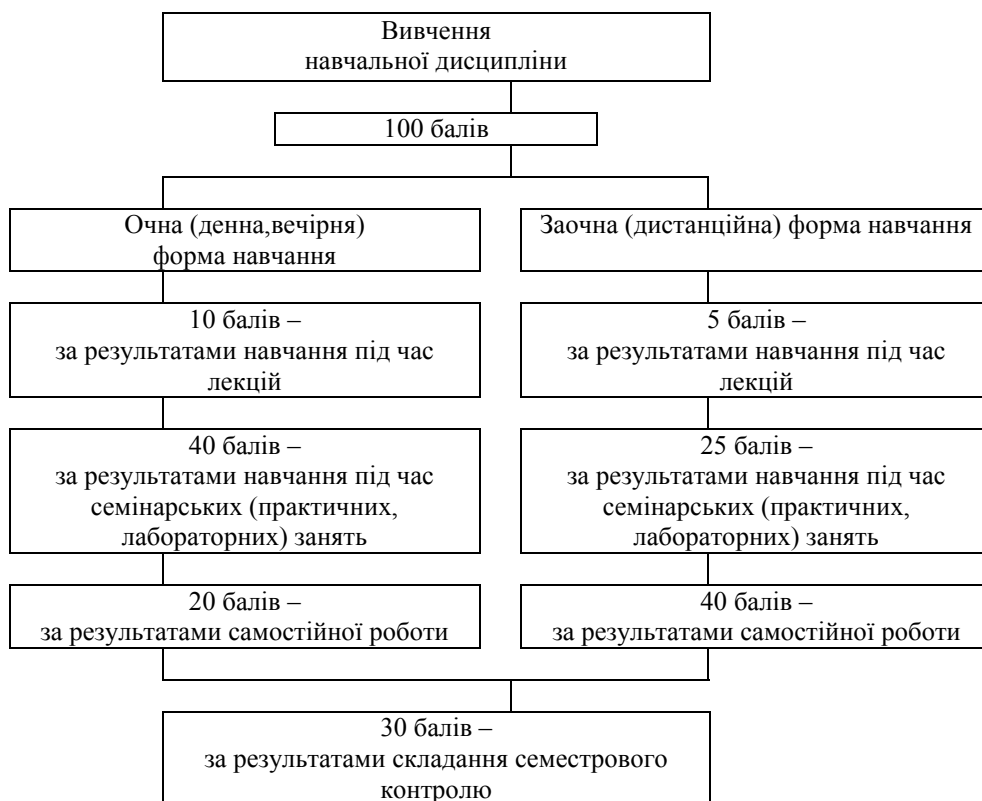 Вивчення
навчальної дисципліни
100 балів
Очна (денна,вечірня)
форма навчання
Заочна (дистанційна) форма навчання
10 балів –
за результатами навчання під час
лекцій
5 балів –
за результатами навчання під час
лекцій
40 балів –
за результатами навчання під час
семінарських (практичних,
лабораторних) занять
25 балів –
за результатами навчання під час
семінарських (практичних,
лабораторних) занять
20 балів –
за результатами самостійної роботи
40 балів –
за результатами самостійної роботи
30 балів –
за результатами складання семестрового
контролю